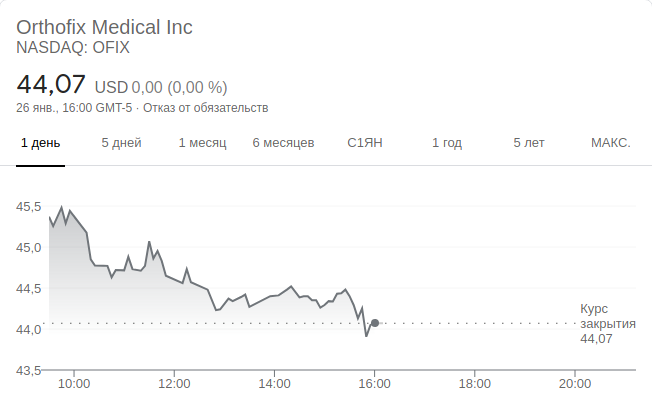 Orthofix Medical Inc
NASDAQ: OFIX
44,07 USD 0,00 (0,00 %)
26 янв., 16:00 GMT-5 · Отказ от обязательств
1 день 5 дней 1 месяц 6 месяцев С1ЯН 1 год 5 лет МАКС.
45,5
45,0
44,5
44,0
43,5
Курс
закрытия
44,07
10:00 12:00 14:00 16:00 18:00 20:00